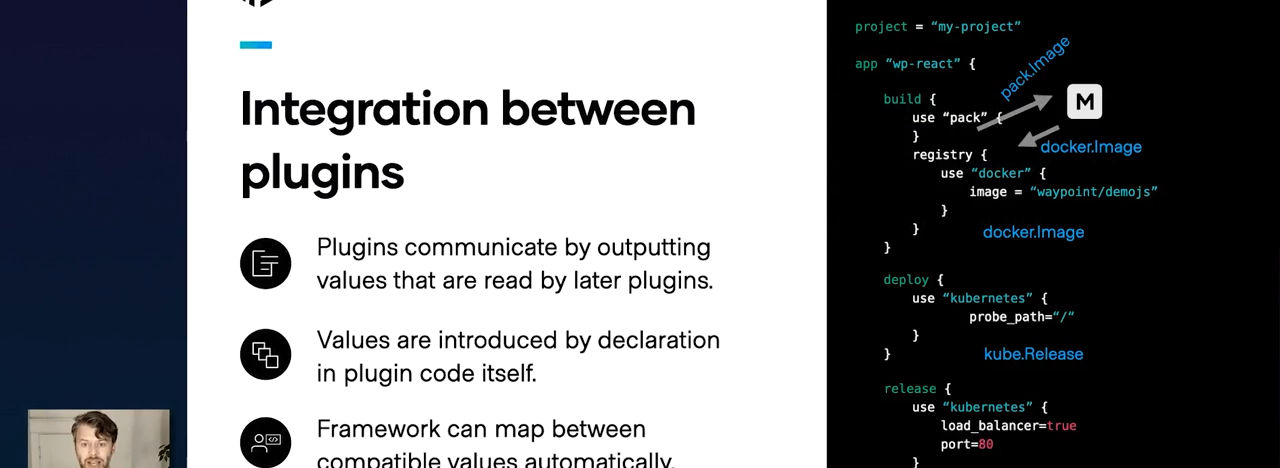 Integration between
plugins
Plugins communicate by outputting
values that are read by later plugins.
Values are introduced by declaration
in plugin code itself.
Framework can map between
compatible values automatically.
project = “my-project”
app “wp-react” {
pack.Image
build {
M
use “pack” {
}
docker.Image
registry {
use “docker” {
image = “waypoint/demojs”
}
}
docker.Image
}
deploy {
use “kubernetes” {
probe_path=“/“
}
}
kube.Release
release {
use “kubernetes” {
load_balancer=true
port=80
}